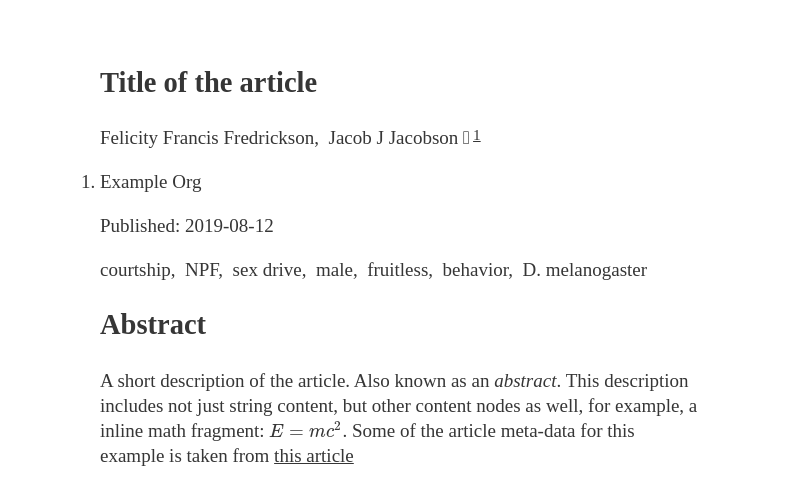 Title of the article
Felicity Francis Fredrickson, Jacob J Jacobson 1
1. Example Org
Published: 2019-08-12
courtship, NPF, sex drive, male, fruitless, behavior, D. melanogaster
Abstract
A short description of the article. Also known as an abstract. This description
includes not just string content, but other content nodes as well, for example, a
inline math fragment: E = mc². Some of the article meta-data for this
example is taken from this article